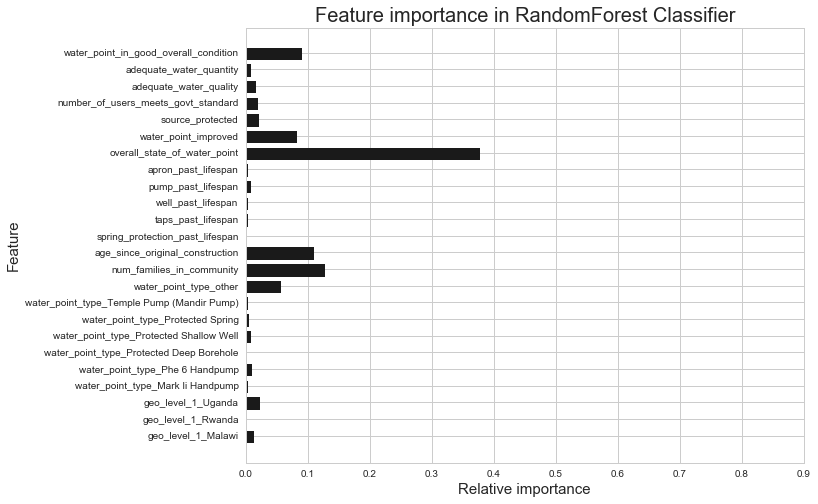 Feature importance in RandomForest Classifier
water_point_in_good_overall_condition
adequate_water_quantity
adequate_water_quality
number_of_users_meets_govt_standard
source_protected
water_point_improved
overall_state_of_water_point
apron_past_lifespan
pump_past_lifespan
well_past_lifespan
taps_past_lifespan
spring_protection_past_lifespan
age_since_original_construction
num_families_in_community
water_point_type_other
water_point_type_Temple Pump (Mandir Pump)
water_point_type_Protected Spring
water_point_type_Protected Shallow Well
water_point_type_Protected Deep Borehole
water_point_type_Phe 6 Handpump
water_point_type_Mark Ii Handpump
geo_level_1_Uganda
geo_level_1_Rwanda
geo_level_1_Malawi
Feature
0.0 0.1 0.2 0.3 0.4 0.5 0.6 0.7 0.8 0.9
Relative importance